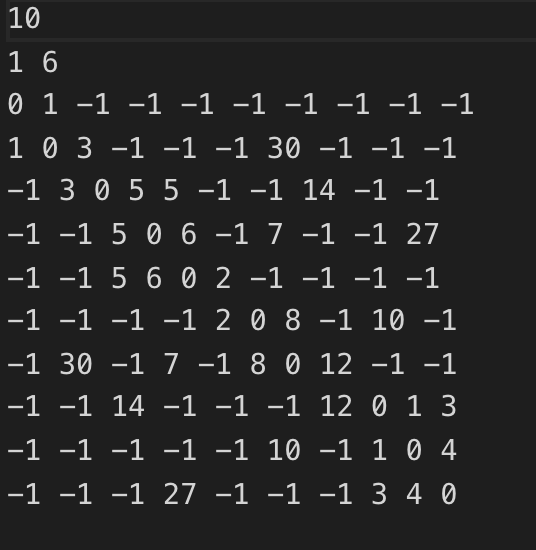 10
1 6
0 1 -1 -1 -1 -1 -1 -1 -1 -1
1 0 3 -1 -1 -1 30 -1 -1 -1
-1 3 0 5 5 -1 -1 14 -1 -1
-1 -1 5 0 6 -1 7 -1 -1 27
-1 -1 5 6 0 2 -1 -1 -1 -1
-1 -1 -1 -1 2 0 8 -1 10 -1
-1 30 -1 7 -1 8 0 12 -1 -1
-1 -1 14 -1 -1 -1 12 0 1 3
-1 -1 -1 -1 -1 10 -1 1 0 4
-1 -1 -1 27 -1 -1 -1 3 4 0